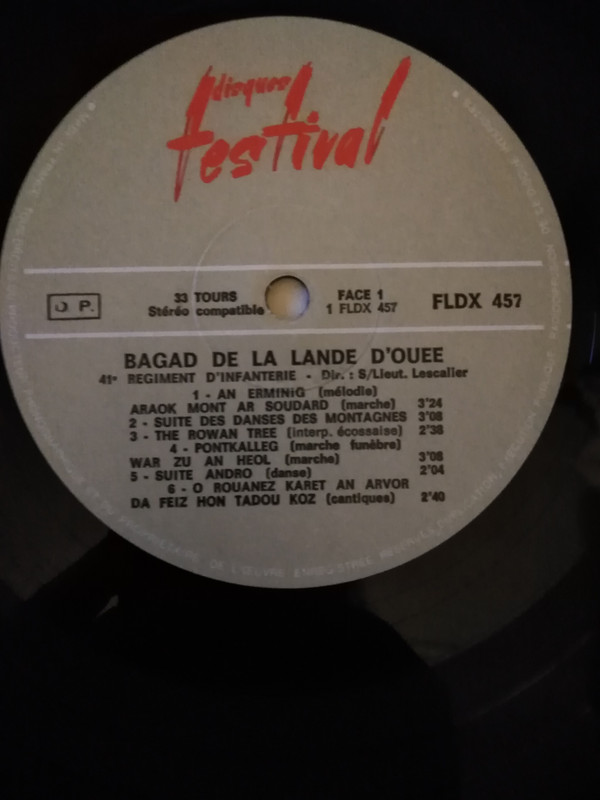 disques
festival
D. P.
33 TOURS
Stéréo compatible
FACE 1
1 FLDX 457
FLDX 457
BAGAD DE LA LANDE D'OUEE
41e REGIMENT D'INFANTERIE - Dir. : S/Lieut. Lescalier
1 - AN ERMINiG (mélodie)
ARAOK MONT AR SOUDARD (marche) 3'24
2 - SUITE DES DANSES DES MONTAGNES 3'08
3 - THE ROWAN TREE (interp. écossaise) 2'38
4 - PONTKALLEG (marche funèbre)
WAR ZU AN HEOL (marche) 3'08
5 - SUITE ANDRO (danse) 2'04
6 - O ROUANEZ KARET AN ARVOR
DA FEIZ HON TADOU KOZ (cantiques) 2'40
DE L'ŒUVRE ENREGISTREE RESERVES